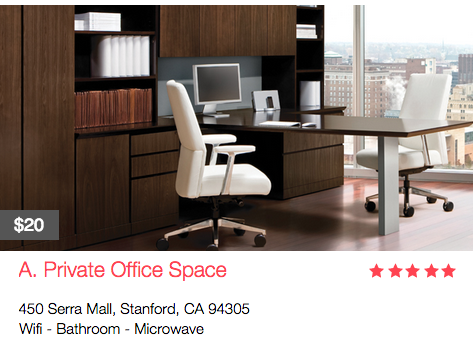 $20
A. Private Office Space
450 Serra Mall, Stanford, CA 94305
Wifi - Bathroom - Microwave